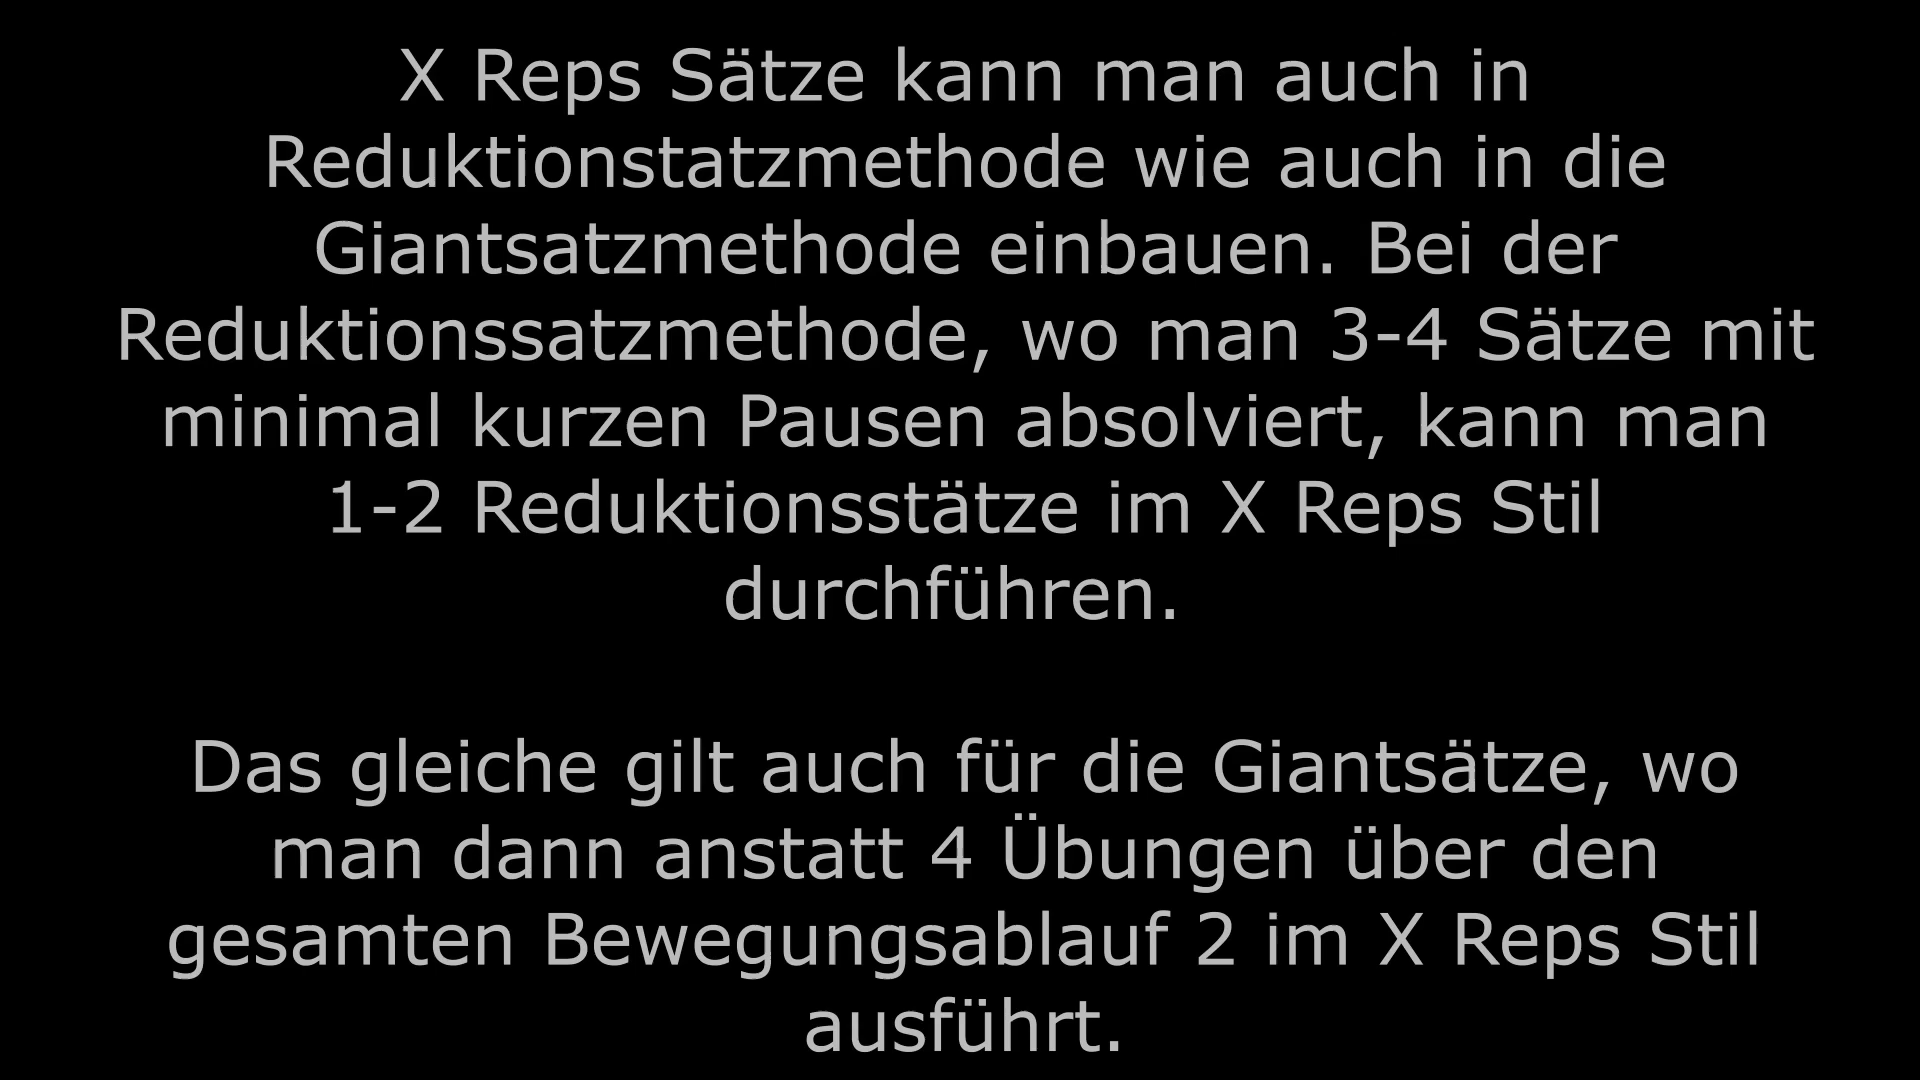 X Reps Sätze kann man auch in
Reduktionstatzmethode wie auch in die
Giantsatzmethode einbauen. Bei der
Reduktionssatzmethode, wo man 3-4 Sätze mit
minimal kurzen Pausen absolviert, kann man
1-2 Reduktionsstätze im X Reps Stil
durchführen.
Das gleiche gilt auch für die Giantsätze, wo
man dann anstatt 4 Übungen über den
gesamten Bewegungsablauf 2 im X Reps Stil
ausführt.